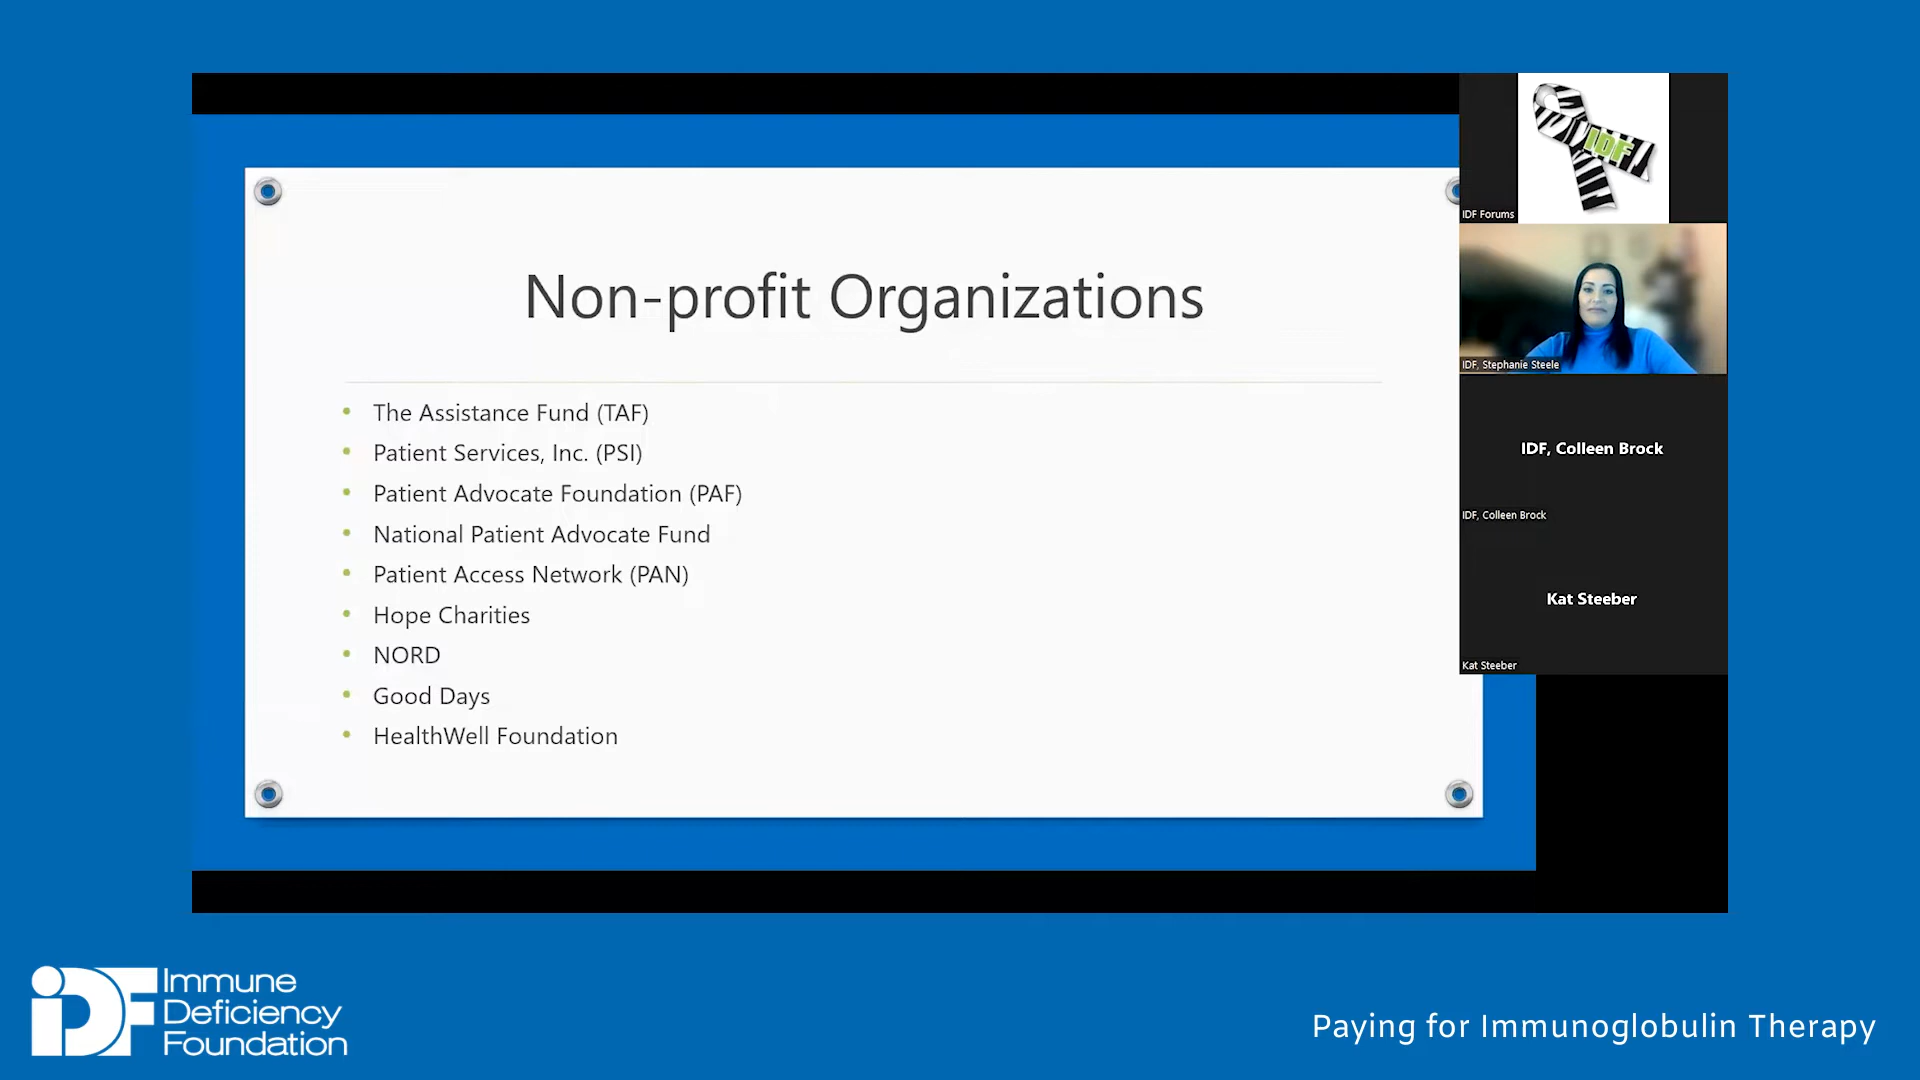 Non-profit Organizations
• The Assistance Fund (TAF)
• Patient Services, Inc. (PSI)
• Patient Advocate Foundation (PAF)
• National Patient Advocate Fund
• Patient Access Network (PAN)
• Hope Charities
• NORD
• Good Days
• HealthWell Foundation
IDF
IDF Forums
IDF, Stephanie Steele
IDF, Colleen Brock
IDF, Colleen Brock
Kat Steeber
Kat Steeber
iDF
Immune
Deficiency
Foundation
Paying for Immunoglobulin Therapy